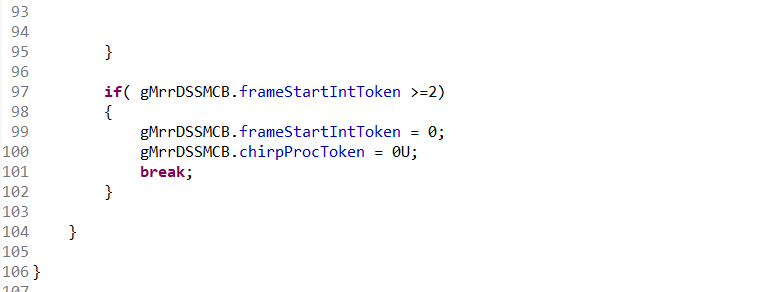 93
94
95 }
96
97 if( gMrrDSSMCB.frameStartIntToken >=2)
98 {
99 gMrrDSSMCB.frameStartIntToken = 0;
100 gMrrDSSMCB.chirpProcToken = 0U;
101 break;
102 }
103
104 }
105
106 }
107